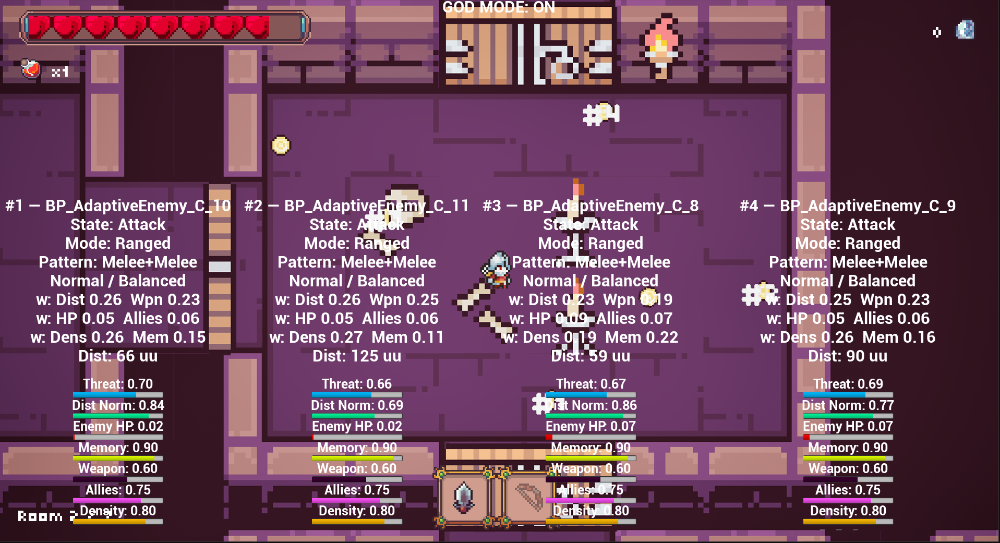 GOD MODE: ON
0
x1
#4
#1 — BP_AdaptiveEnemy_C_10
State: Attack
Mode: Ranged
Pattern: Melee+Melee
Normal / Balanced
w: Dist 0.26 Wpn 0.23
w: HP 0.05 Allies 0.06
w: Dens 0.26 Mem 0.15
Dist: 66 uu
Threat: 0.70
Dist Norm: 0.84
Enemy HP: 0.02
Memory: 0.90
Weapon: 0.60
Allies: 0.75
Density: 0.80
#2 — BP_AdaptiveEnemy_C_11
State: Attack
Mode: Ranged
Pattern: Melee+Melee
Normal / Balanced
w: Dist 0.26 Wpn 0.25
w: HP 0.05 Allies 0.06
w: Dens 0.27 Mem 0.11
Dist: 125 uu
Threat: 0.66
Dist Norm: 0.69
Enemy HP: 0.02
Memory: 0.90
Weapon: 0.60
Allies: 0.75
Density: 0.80
#3 — BP_AdaptiveEnemy_C_8
State: Attack
Mode: Ranged
Pattern: Melee+Melee
Normal / Balanced
w: Dist 0.23 Wpn 0.19
w: HP 0.09 Allies 0.07
w: Dens 0.19 Mem 0.22
Dist: 59 uu
Threat: 0.67
Dist Norm: 0.86
Enemy HP: 0.07
Memory: 0.90
Weapon: 0.60
Allies: 0.75
Density: 0.80
#4 — BP_AdaptiveEnemy_C_9
State: Attack
Mode: Ranged
Pattern: Melee+Melee
Normal / Balanced
w: Dist 0.25 Wpn 0.23
w: HP 0.05 Allies 0.06
w: Dens 0.26 Mem 0.16
Dist: 90 uu
Threat: 0.69
Dist Norm: 0.77
Enemy HP: 0.07
Memory: 0.90
Weapon: 0.60
Allies: 0.75
Density: 0.80
Room